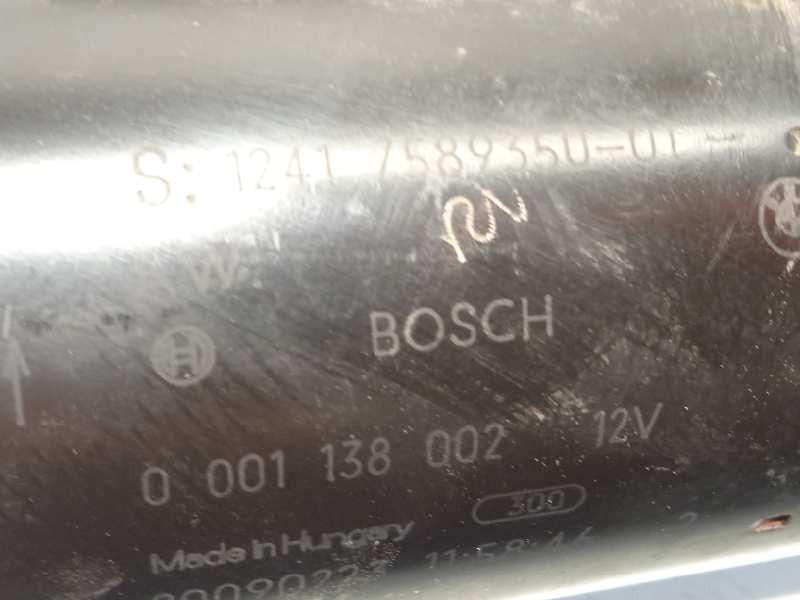 S: 1241 7589350-01
BOSCH
0 001 138 002 12V
300
Made in Hungary